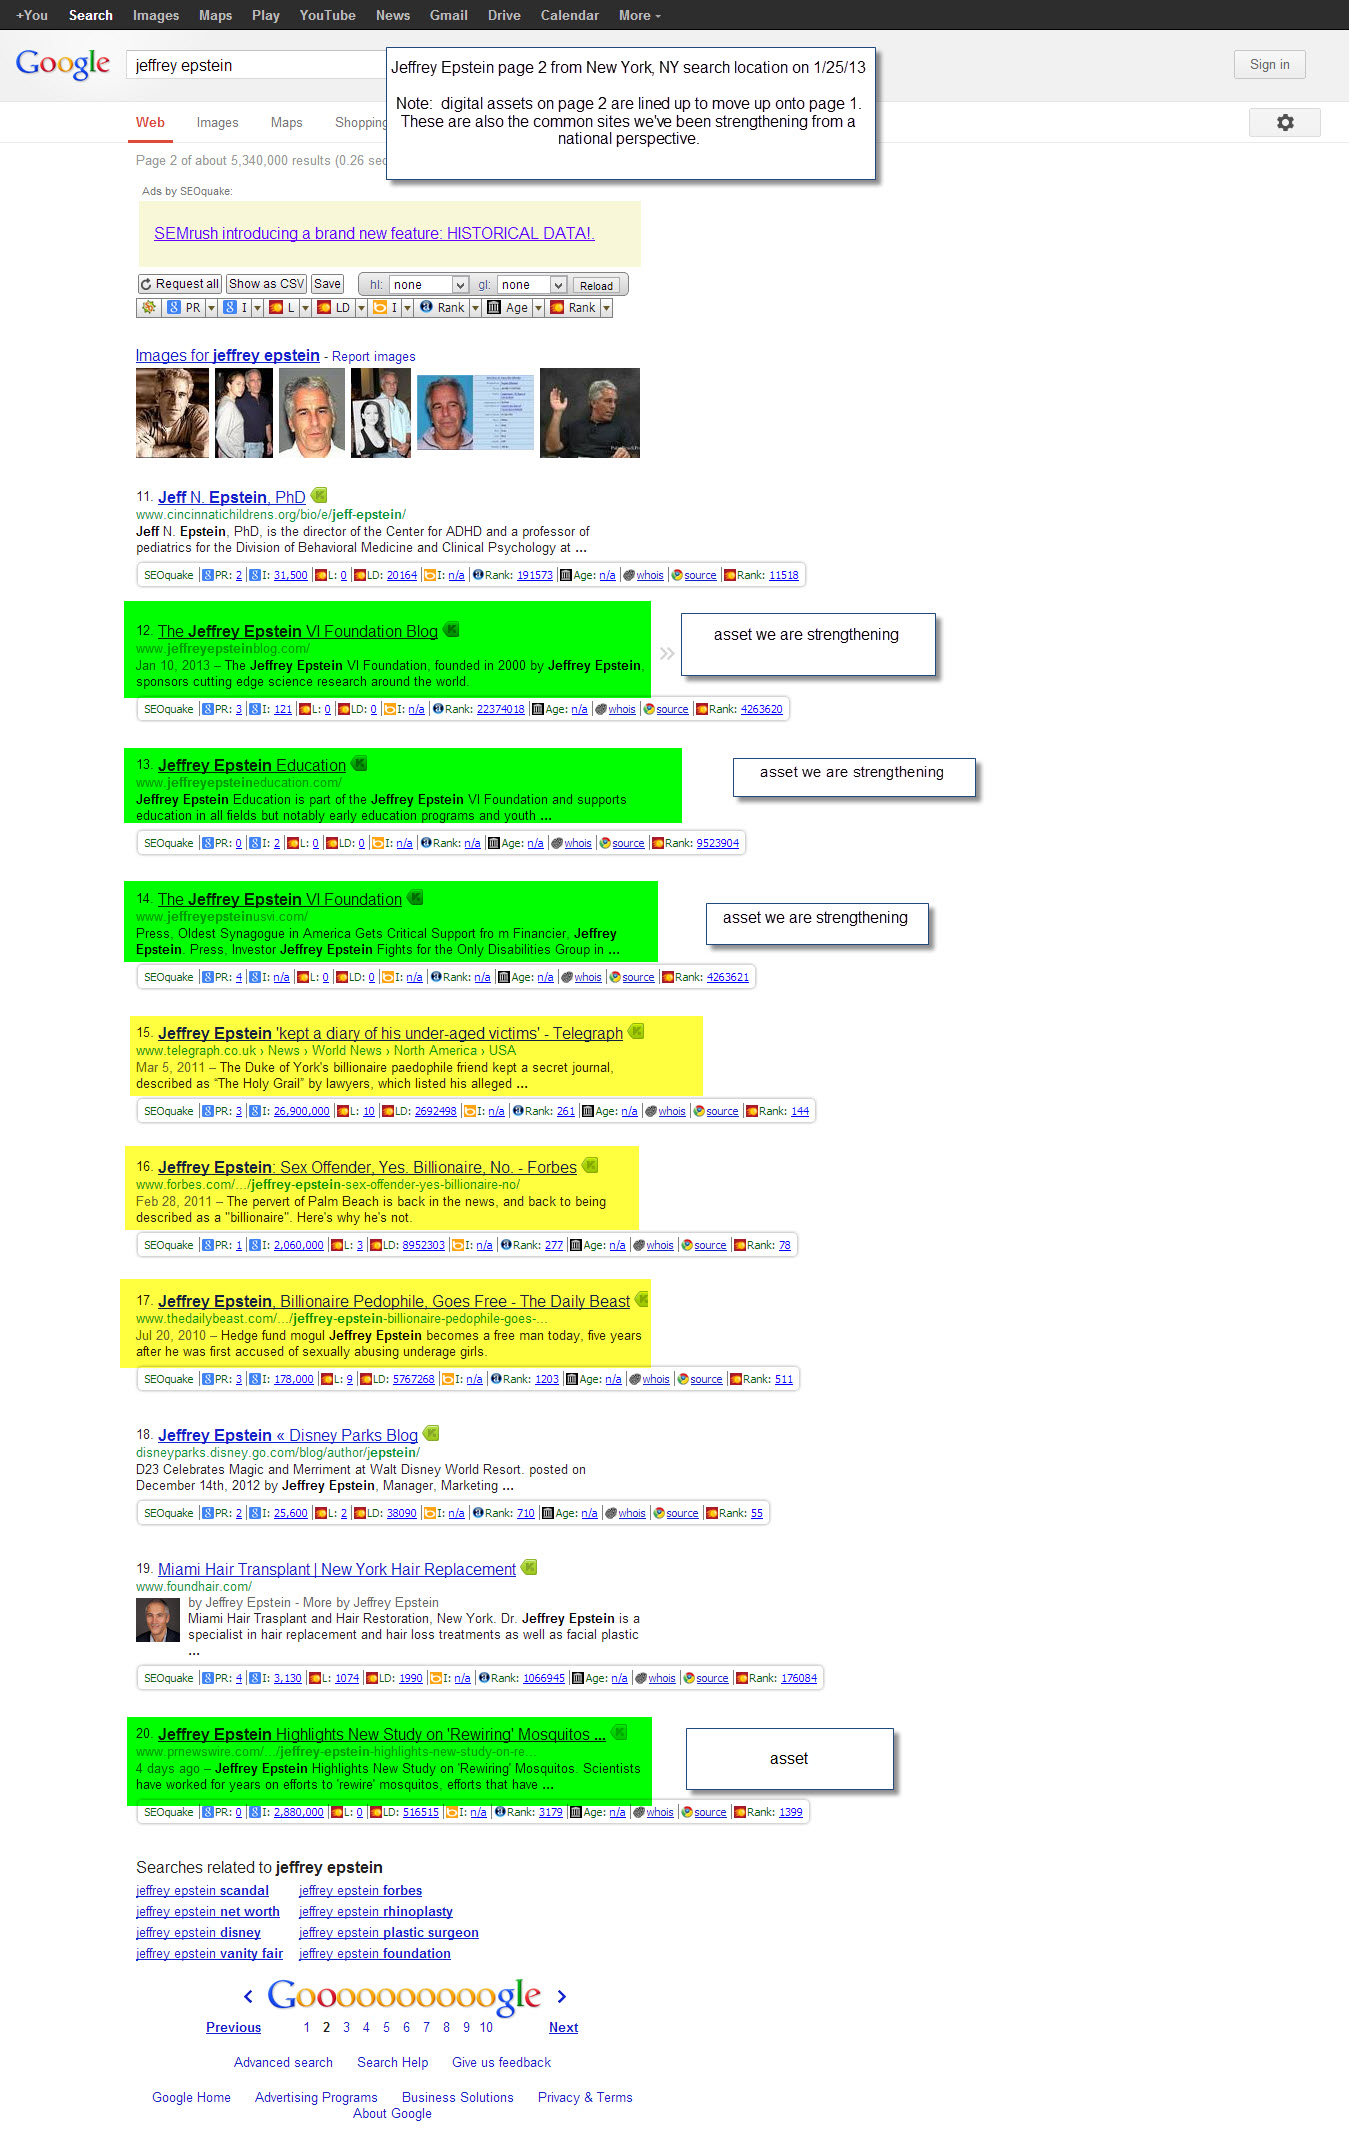 +You Search Images Maps Play YouTube News Gmail Drive Calendar More
Google
jeffrey epstein
Sign in
Jeffrey Epstein page 2 from New York, NY search location on 1/25/13
Note: digital assets on page 2 are lined up to move up onto page 1.
These are also the common sites we've been strengthening from a
national perspective.
Web Images Maps Shopping
Page 2 of about 5,340,000 results (0.26 sec
Ads by SEOquake:
SEMrush introducing a brand new feature: HISTORICAL DATA!.
Request all Show as CSV Save hl: none gl: none Reload
PR I L LD I Rank Age Rank
Images for jeffrey epstein - Report images
11. Jeff N. Epstein, PhD
www.cincinnatichildrens.org/bio/e/jeff-epstein/
Jeff N. Epstein, PhD, is the director of the Center for ADHD and a professor of
pediatrics for the Division of Behavioral Medicine and Clinical Psychology at ...
SEOquake PR: 2 I: 31,500 L: 0 LD: 20164 I: n/a Rank: 191573 Age: n/a whois source Rank: 11518
12. The Jeffrey Epstein VI Foundation Blog
www.jeffreyepsteinblog.com/
Jan 10, 2013 – The Jeffrey Epstein VI Foundation, founded in 2000 by Jeffrey Epstein,
sponsors cutting edge science research around the world.
asset we are strengthening
SEOquake PR: 3 I: 121 L: 0 LD: 0 I: n/a Rank: 22374018 Age: n/a whois source Rank: 4263620
13. Jeffrey Epstein Education
www.jeffreyepsteineducation.com/
Jeffrey Epstein Education is part of the Jeffrey Epstein VI Foundation and supports
education in all fields but notably early education programs and youth ...
asset we are strengthening
SEOquake PR: 0 I: 2 L: 0 LD: 0 I: n/a Rank: n/a Age: n/a whois source Rank: 9523904
14. The Jeffrey Epstein VI Foundation
www.jeffreyepsteinusvi.com/
Press, Oldest Synagogue in America Gets Critical Support fro m Financier, Jeffrey
Epstein. Press, Investor Jeffrey Epstein Fights for the Only Disabilities Group in ...
asset we are strengthening
SEOquake PR: 4 I: n/a L: 0 LD: 0 I: n/a Rank: n/a Age: n/a whois source Rank: 4263621
15. Jeffrey Epstein 'kept a diary of his under-aged victims' - Telegraph
www.telegraph.co.uk › News › World News › North America › USA
Mar 5, 2011 – The Duke of York's billionaire paedophile friend kept a secret journal,
described as "The Holy Grail" by lawyers, which listed his alleged ...
SEOquake PR: 3 I: 26,900,000 L: 10 LD: 2692498 I: n/a Rank: 261 Age: n/a whois source Rank: 144
16. Jeffrey Epstein: Sex Offender, Yes. Billionaire, No. - Forbes
www.forbes.com/.../jeffrey-epstein-sex-offender-yes-billionaire-no/
Feb 28, 2011 – The pervert of Palm Beach is back in the news, and back to being
described as a "billionaire". Here's why he's not.
SEOquake PR: 1 I: 2,060,000 L: 3 LD: 8952303 I: n/a Rank: 277 Age: n/a whois source Rank: 78
17. Jeffrey Epstein, Billionaire Pedophile, Goes Free - The Daily Beast
www.thedailybeast.com/.../jeffrey-epstein-billionaire-pedophile-goes-...
Jul 20, 2010 – Hedge fund mogul Jeffrey Epstein becomes a free man today, five years
after he was first accused of sexually abusing underage girls.
SEOquake PR: 3 I: 178,000 L: 9 LD: 5767268 I: n/a Rank: 1203 Age: n/a whois source Rank: 511
18. Jeffrey Epstein « Disney Parks Blog
disneyparks.disney.go.com/blog/author/jepstein/
D23 Celebrates Magic and Merriment at Walt Disney World Resort. posted on
December 14th, 2012 by Jeffrey Epstein, Manager, Marketing ...
SEOquake PR: 2 I: 25,600 L: 2 LD: 38090 I: n/a Rank: 710 Age: n/a whois source Rank: 55
19. Miami Hair Transplant | New York Hair Replacement
www.foundhair.com/
by Jeffrey Epstein - More by Jeffrey Epstein
Miami Hair Trasplant and Hair Restoration, New York. Dr. Jeffrey Epstein is a
specialist in hair replacement and hair loss treatments as well as facial plastic
...
SEOquake PR: 4 I: 3,130 L: 1074 LD: 1990 I: n/a Rank: 1066945 Age: n/a whois source Rank: 176084
20. Jeffrey Epstein Highlights New Study on 'Rewiring' Mosquitos ...
www.prnewswire.com/.../jeffrey-epstein-highlights-new-study-on-re...
4 days ago – Jeffrey Epstein Highlights New Study on 'Rewiring' Mosquitos. Scientists
have worked for years on efforts to 'rewire' mosquitos, efforts that have ...
asset
SEOquake PR: 0 I: 2,880,000 L: 0 LD: 516515 I: n/a Rank: 3179 Age: n/a whois source Rank: 1399
Searches related to jeffrey epstein
jeffrey epstein scandal jeffrey epstein forbes
jeffrey epstein net worth jeffrey epstein rhinoplasty
jeffrey epstein disney jeffrey epstein plastic surgeon
jeffrey epstein vanity fair jeffrey epstein foundation
Goooooooooogle
Previous 1 2 3 4 5 6 7 8 9 10 Next
Advanced search Search Help Give us feedback
Google Home Advertising Programs Business Solutions Privacy & Terms
About Google